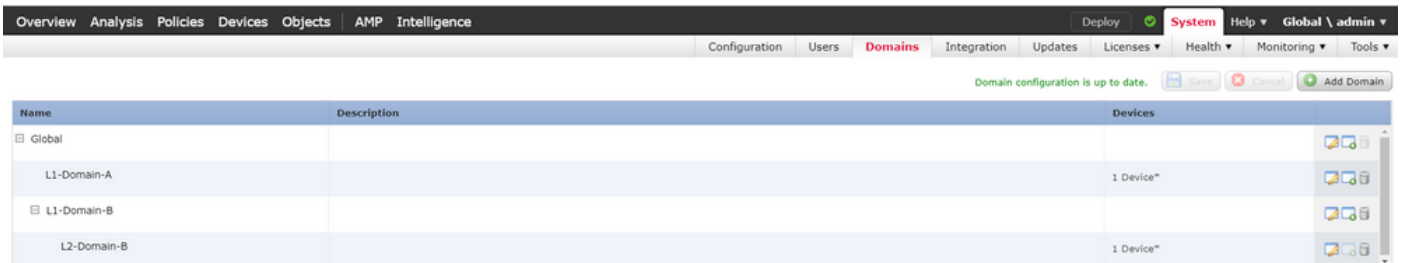 Overview Analysis Policies Devices Objects AMP Intelligence Deploy System Help ▾ Global \ admin ▾
Configuration Users Domains Integration Updates Licenses ▾ Health ▾ Monitoring ▾ Tools ▾
Domain configuration is up to date. Save Cancel Add Domain
Name Description Devices
Global
L1-Domain-A 1 Device*
L1-Domain-B
L2-Domain-B 1 Device*